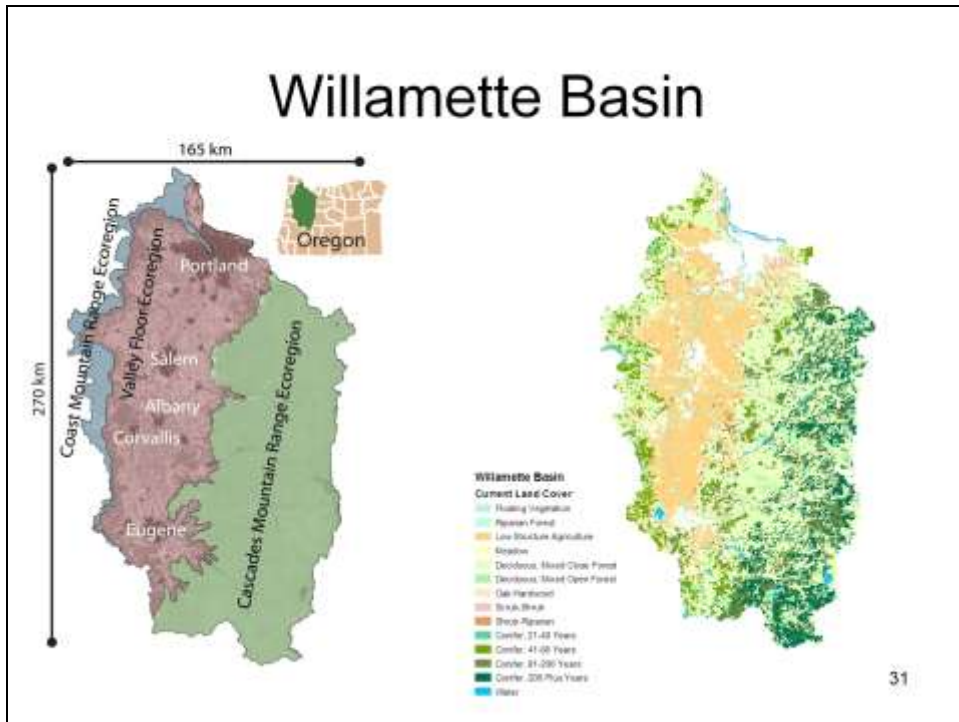 Willamette Basin
165 km
270 km
Coast Mountain Range Ecoregion
Valley Floor Ecoregion
Cascades Mountain Range Ecoregion
Oregon
Portland
Salem
Albany
Corvallis
Eugene
Willamette Basin
Current Land Cover
Floating Vegetation
Riparian Forest
Low Structure Agriculture
Meadow
Deciduous, Mixed Close Forest
Deciduous, Mixed Open Forest
Oak Hardwood
Scrub Shrub
Shrub Riparian
Conifer, 21-40 Years
Conifer, 41-80 Years
Conifer, 81-200 Years
Conifer, 200 Plus Years
Water
31